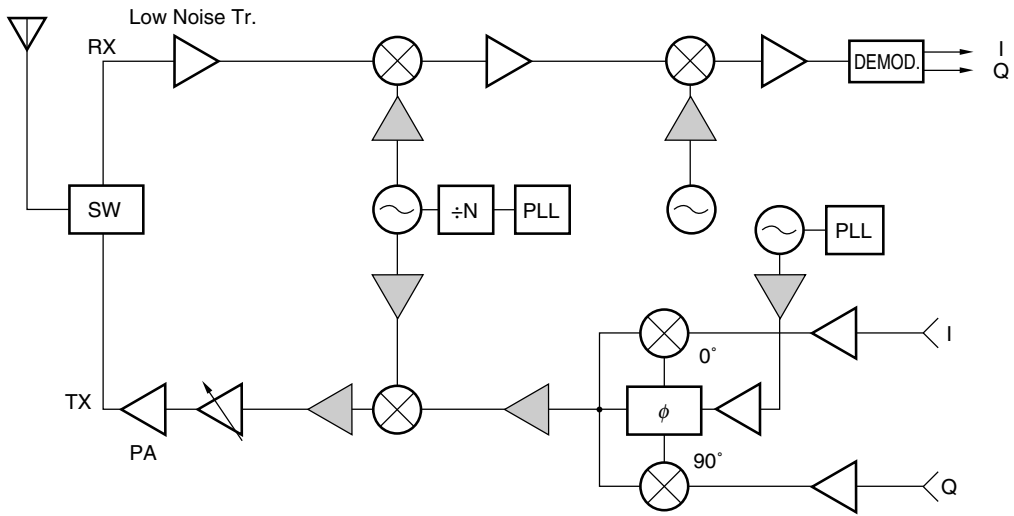 Low Noise Tr.
RX
DEMOD.
I
Q
SW
÷N
PLL
PLL
I
0°
TX
ϕ
PA
90°
Q